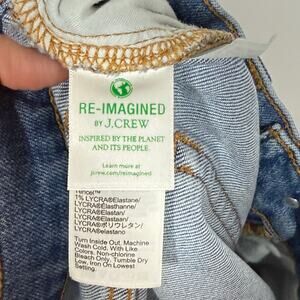 RE-IMAGINED
BY J.CREW
INSPIRED BY THE PLANET
AND ITS PEOPLE.
Learn more at
jcrew.com/reimagined
Tencel™
1% LYCRA®Elastane/
LYCRA®Élasthanne/
LYCRA®Elastan/
LYCRA®Elastaan/
LYCRA®ポリウレタン/
LYCRA®elastano
Turn Inside Out, Machine
Wash Cold, With Like
Colors, Non-chlorine
Bleach Only, Tumble Dry
Low, Iron On Lowest Setting